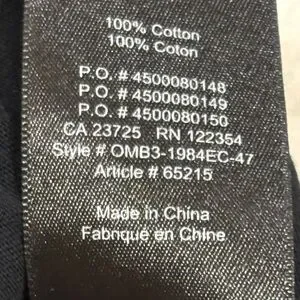 100% Cotton
100% Coton
P.O. # 4500080148
P.O. # 4500080149
P.O. # 4500080150
CA 23725 RN 122354
Style # OMB3-1984EC-47
Article # 65215
Made in China
Fabriqué en Chine